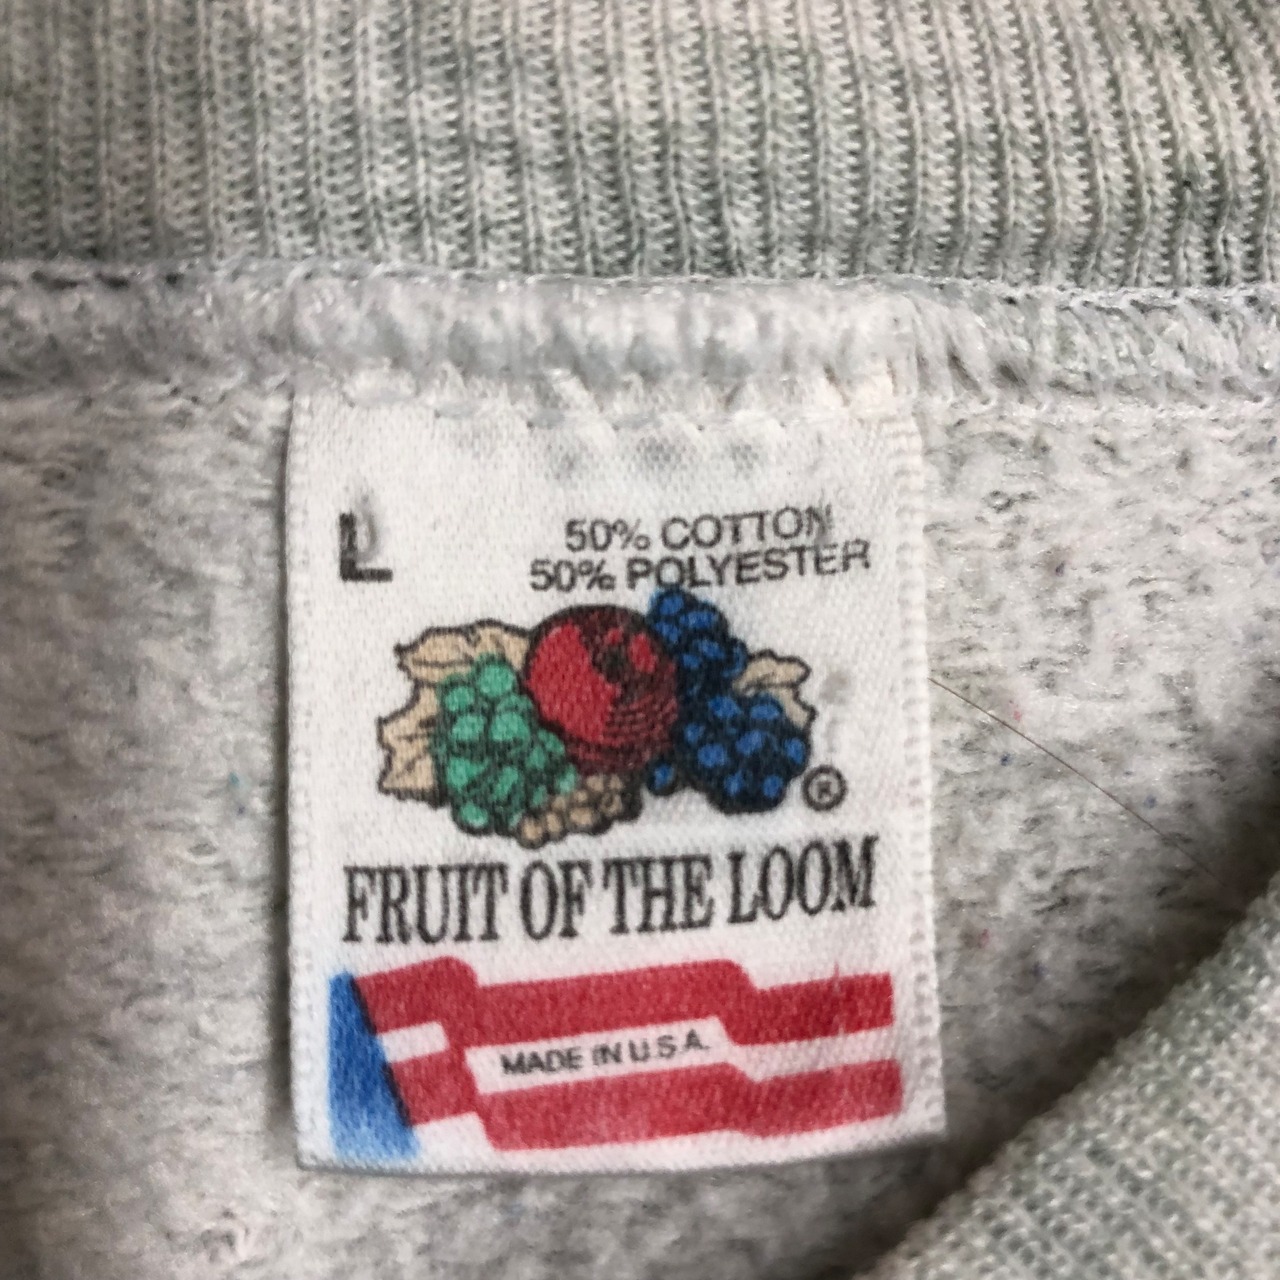 L
50% COTTON
50% POLYESTER
®
FRUIT OF THE LOOM
MADE IN U.S.A.